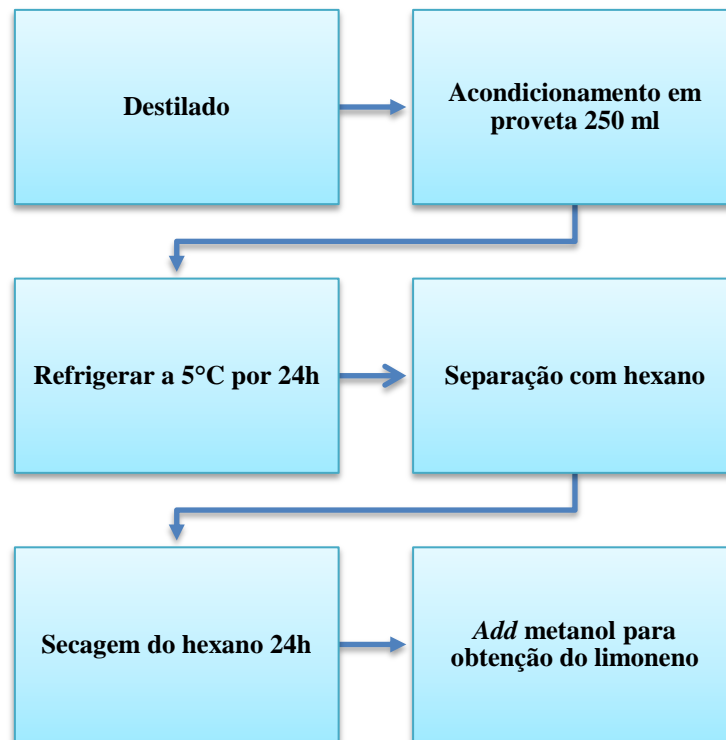 Destilado
Acondicionamento em
proveta 250 ml
Refrigerar a 5°C por 24h
Separação com hexano
Secagem do hexano 24h
Add metanol para
obtenção do limoneno